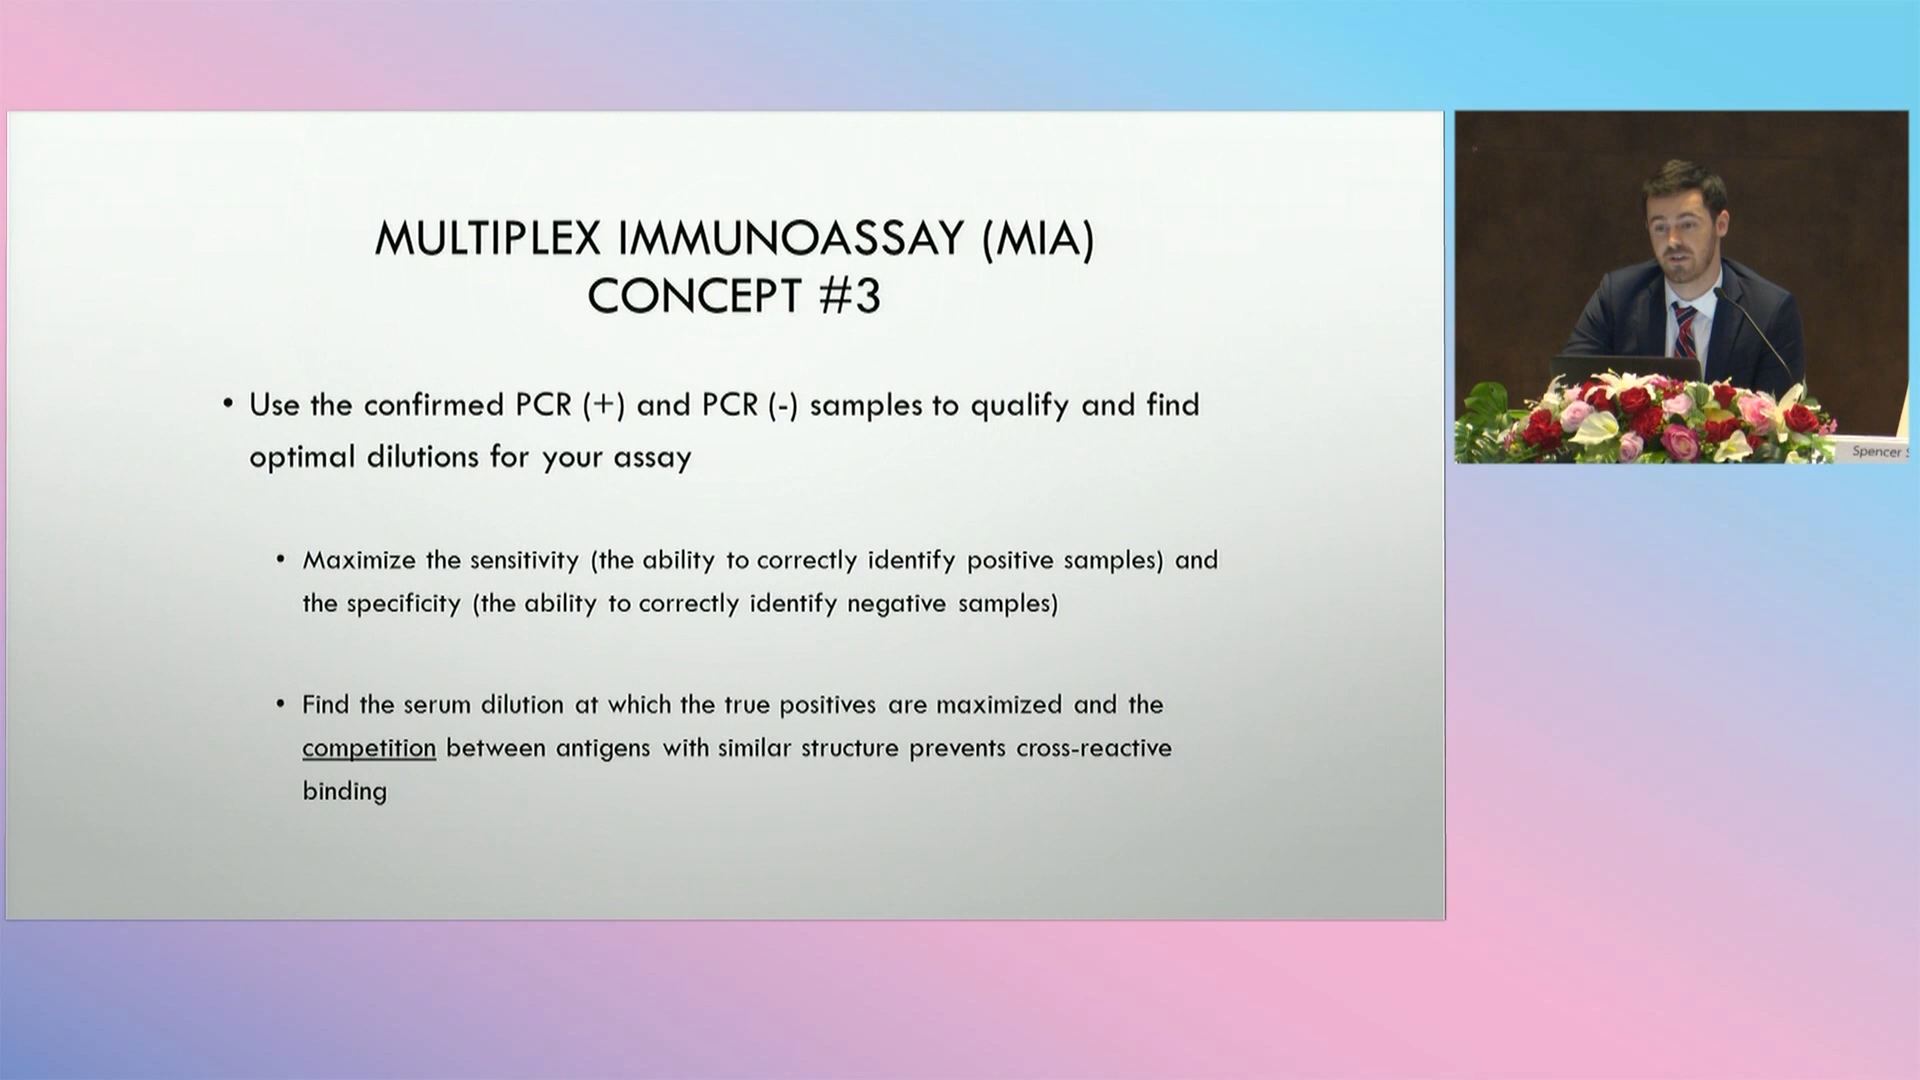 MULTIPLEX IMMUNOASSAY (MIA)
CONCEPT #3
• Use the confirmed PCR (+) and PCR (-) samples to qualify and find
optimal dilutions for your assay
• Maximize the sensitivity (the ability to correctly identify positive samples) and
the specificity (the ability to correctly identify negative samples)
• Find the serum dilution at which the true positives are maximized and the
competition between antigens with similar structure prevents cross-reactive
binding
Spencer